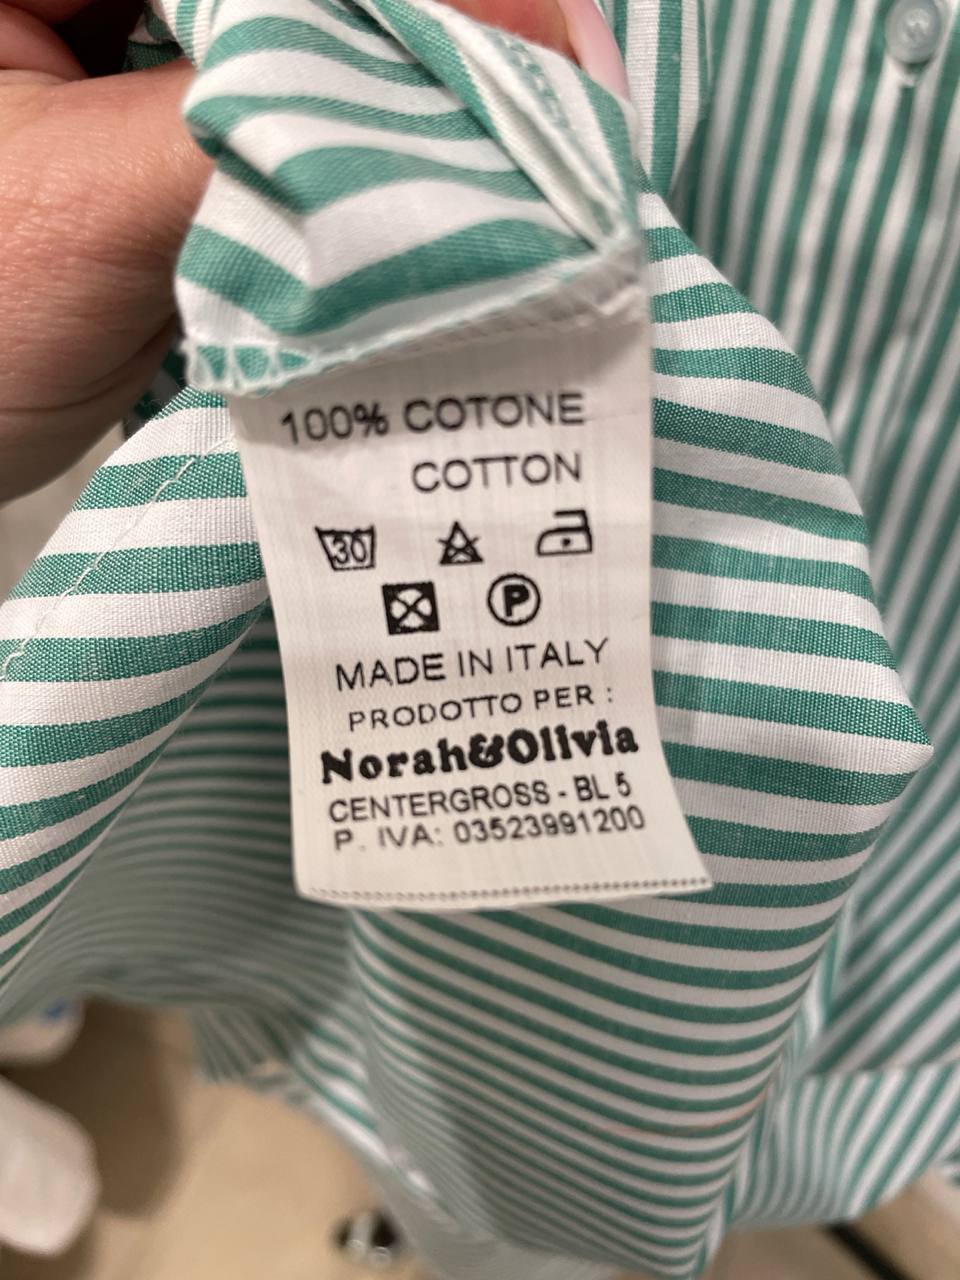 100% COTONE
COTTON
30
P
MADE IN ITALY
PRODOTTO PER :
Norah&Olivia
CENTERGROSS - BL 5
P. IVA: 03523991200